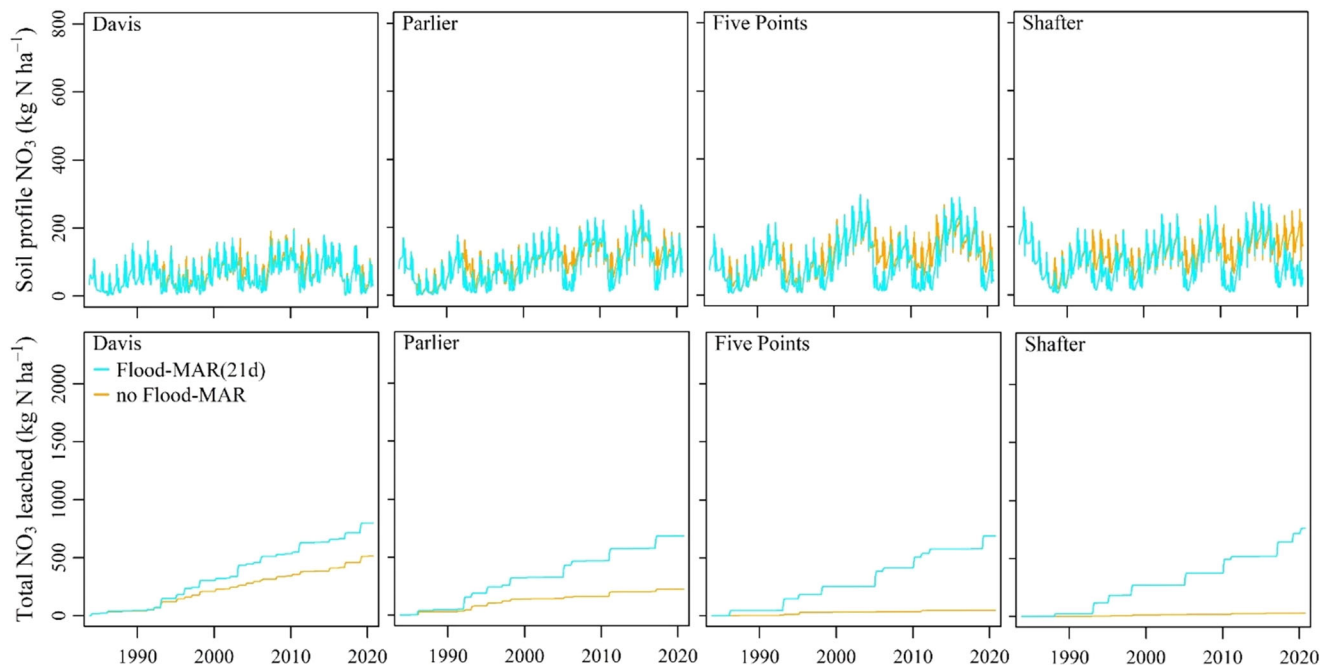 Davis
Parlier
Five Points
Shafter
Soil profile NO₃ (kg N ha⁻¹)
800
600
400
200
0
Davis
Parlier
Five Points
Shafter
Flood-MAR(21d)
no Flood-MAR
Total NO₃ leached (kg N ha⁻¹)
2000
1500
1000
500
0
1990 2000 2010 2020 1990 2000 2010 2020 1990 2000 2010 2020 1990 2000 2010 2020